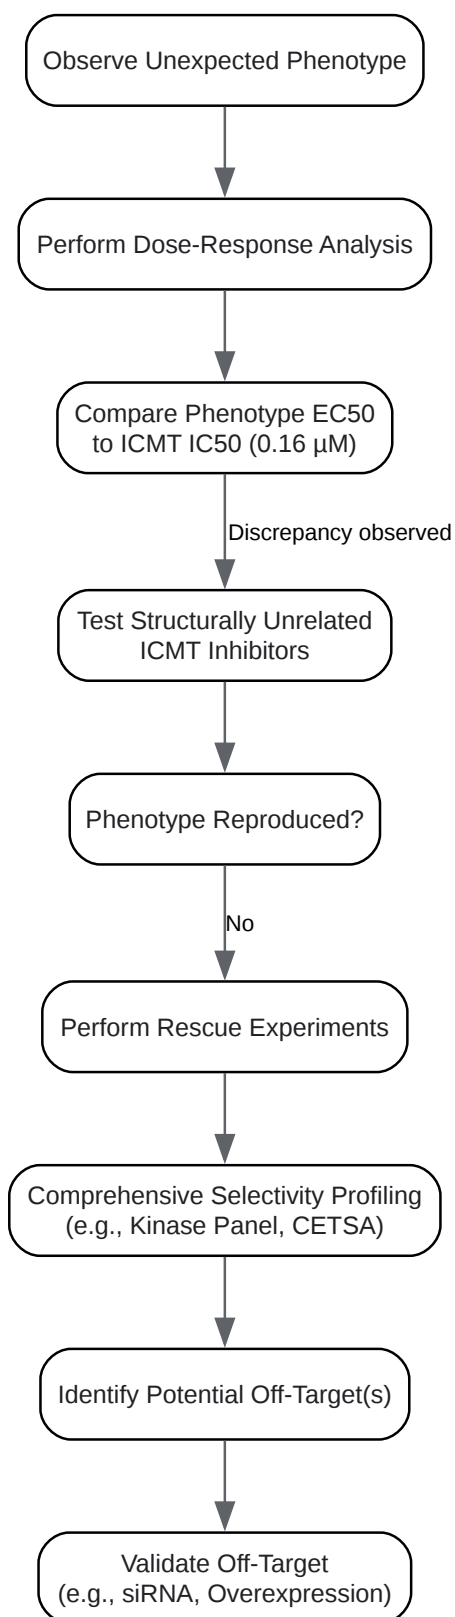 Observe Unexpected Phenotype
Perform Dose-Response Analysis
Compare Phenotype EC50
to ICMT IC50 (0.16 µM)
Discrepancy observed
Test Structurally Unrelated
ICMT Inhibitors
Phenotype Reproduced?
No
Perform Rescue Experiments
Comprehensive Selectivity Profiling
(e.g., Kinase Panel, CETSA)
Identify Potential Off-Target(s)
Validate Off-Target
(e.g., siRNA, Overexpression)